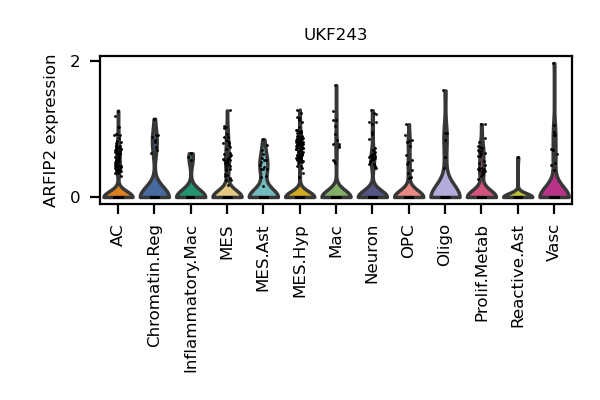 UKF243
ARFIP2 expression
2
0
AC
Chromatin.Reg
Inflammatory.Mac
MES
MES.Ast
MES.Hyp
Mac
Neuron
OPC
Oligo
Prolif.Metab
Reactive.Ast
Vasc